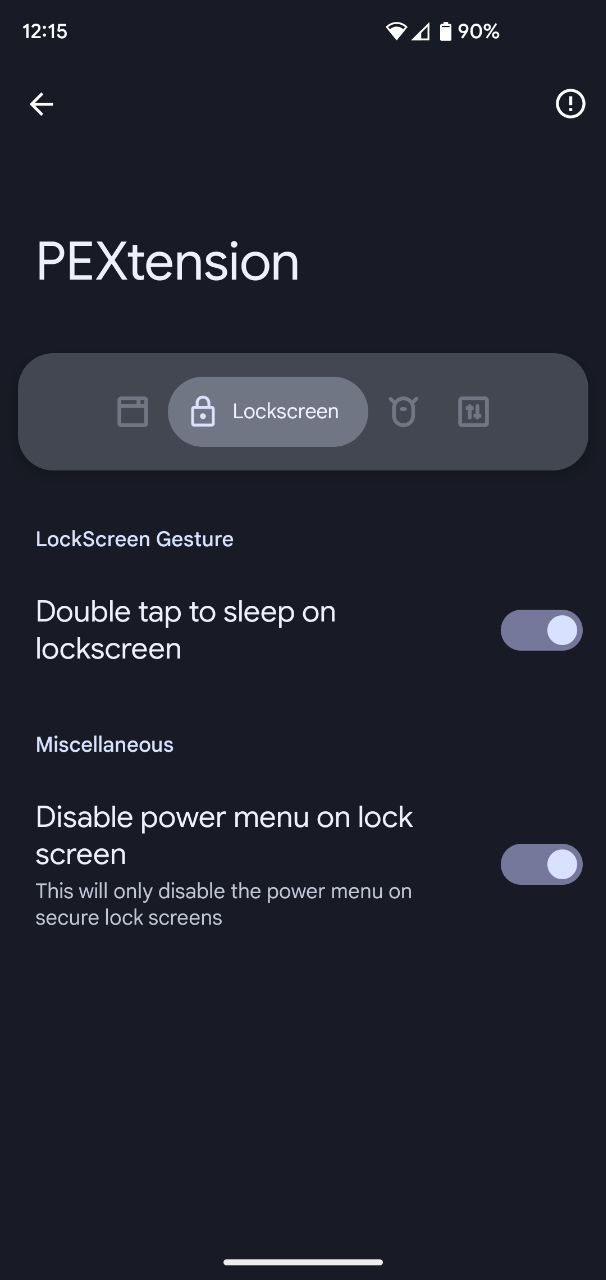 12:15
90%
PEXtension
Lockscreen
LockScreen Gesture
Double tap to sleep on
lockscreen
Miscellaneous
Disable power menu on lock
screen
This will only disable the power menu on
secure lock screens